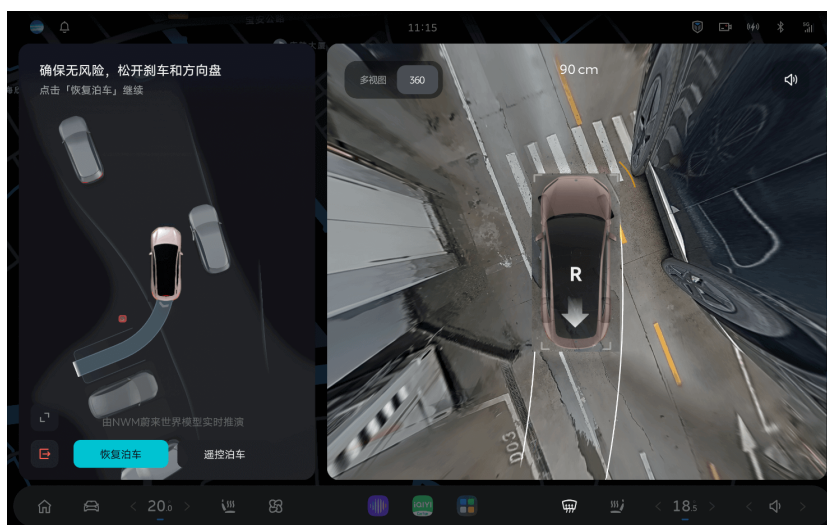 11:15
5G
确保无风险，松开刹车和方向盘
点击「恢复泊车」继续
多视图
360
90 cm
R
D03
由NWM蔚来世界模型实时推演
恢复泊车
遥控泊车
20.0
iQIYI
18.5